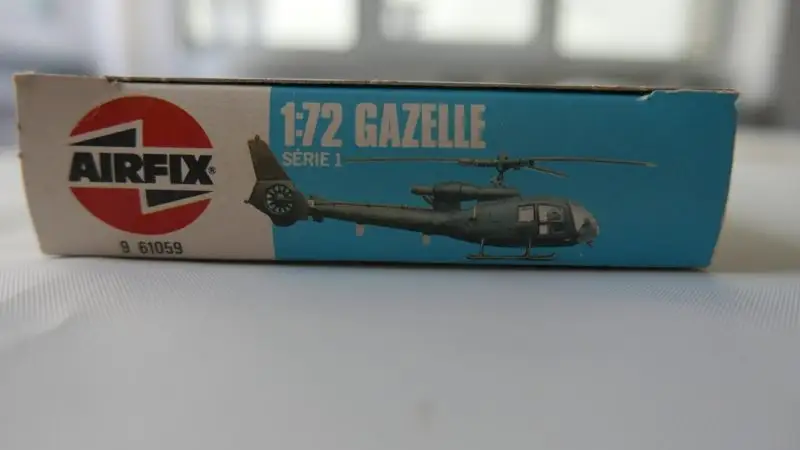 AIRFIX®
9 61059
1:72 GAZELLE
SÉRIE 1